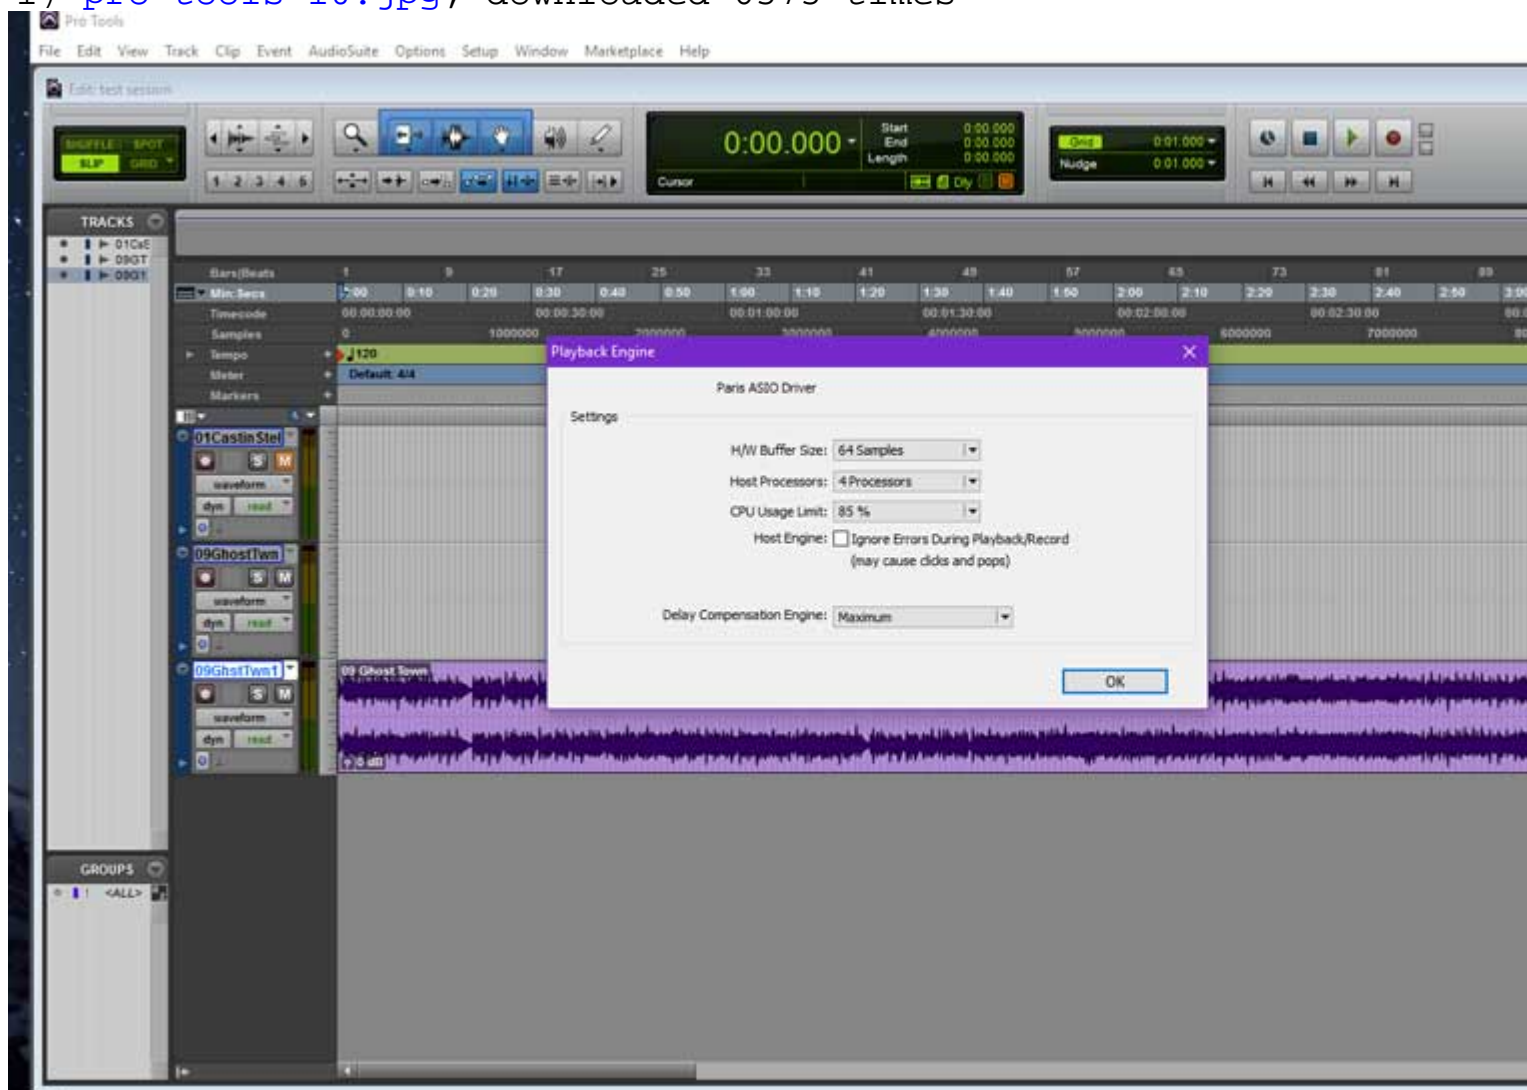 Pro Tools
File Edit View Track Clip Event AudioSuite Options Setup Window Marketplace Help
Edit: test session
SHUFFLE SPOT
SLIP GRID
1 2 3 4 5
0:00.000
Start 0:00.000
End 0:00.000
Length 0:00.000
Cursor
Dly
Grid 0:01.000
Nudge 0:01.000
TRACKS
01CsS
09GT
09GT
Bars|Beats 1 9 17 25 33 41 49 57 65 73 81 89
Min:Secs 0:00 0:10 0:20 0:30 0:40 0:50 1:00 1:10 1:20 1:30 1:40 1:50 2:00 2:10 2:20 2:30 2:40 2:50 3:00
Timecode 00:00:00:00 00:00:30:00 00:01:00:00 00:01:30:00 00:02:00:00 00:02:30:00
Samples 0 1000000 2000000 3000000 4000000 5000000 6000000 7000000
Tempo 120
Meter Default: 4/4
Markers
Playback Engine
Paris ASIO Driver
Settings
H/W Buffer Size: 64 Samples
Host Processors: 4 Processors
CPU Usage Limit: 85 %
Host Engine: Ignore Errors During Playback/Record
(may cause clicks and pops)
Delay Compensation Engine: Maximum
OK
01CastinStel
S M
waveform
dyn read
09GhostTwn
S M
waveform
dyn read
09GhstTwn1
S M
waveform
dyn read
09 Ghost Town
0 dB
GROUPS
! <ALL>